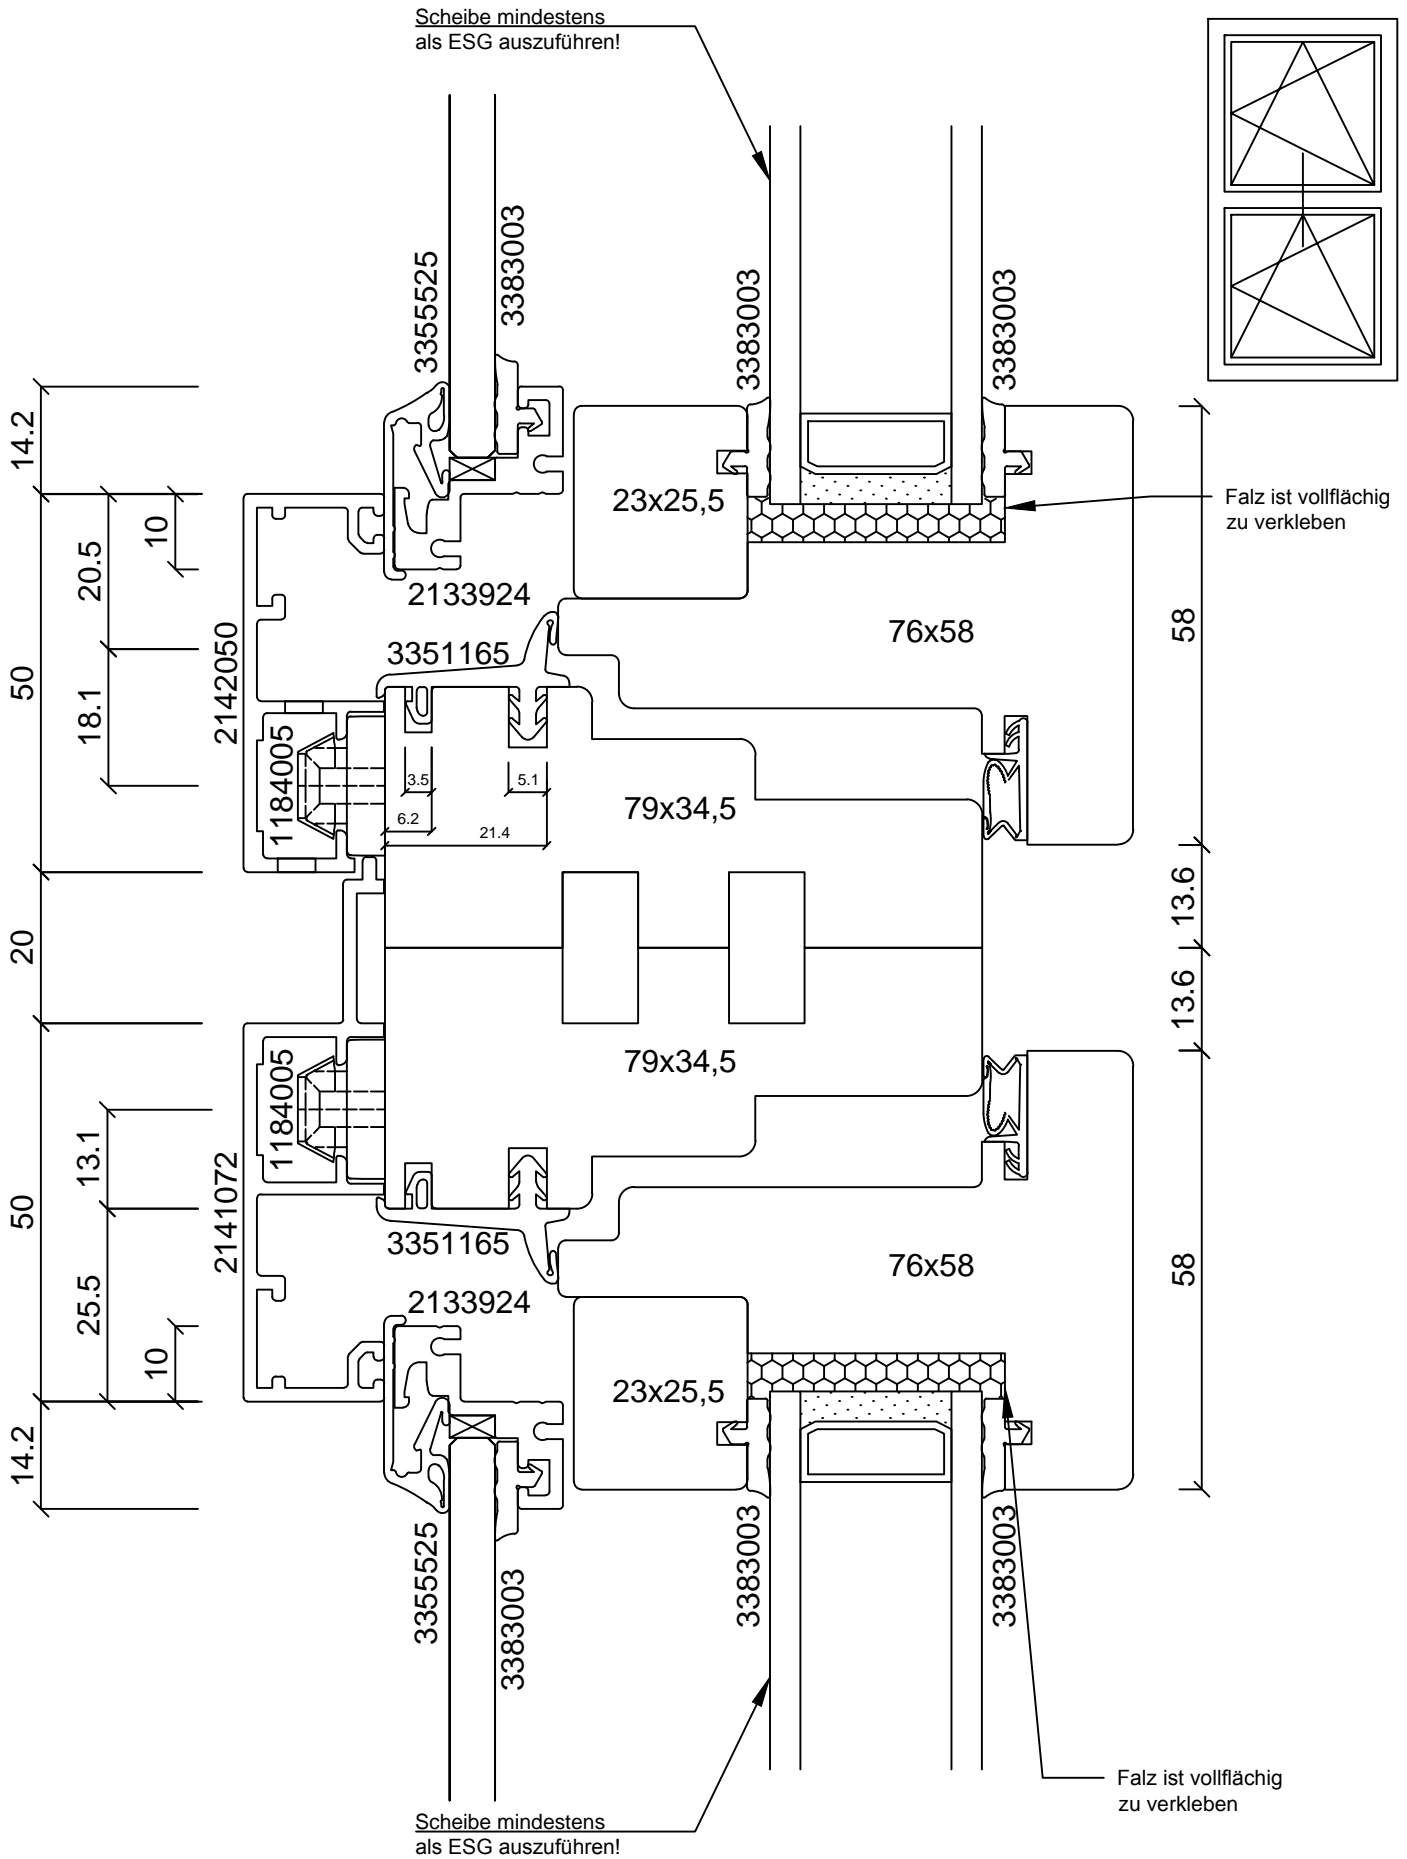 Scheibe mindestens
als ESG auszuführen!
3355525
3383003
3383003
3383003
14.2
50
20
50
14.2
20.5
18.1
10
13.1
25.5
10
2142050
1184005
1184005
2141072
2133924
3351165
3.5
5.1
6.2
21.4
23x25,5
76x58
79x34,5
79x34,5
3351165
2133924
76x58
23x25,5
58
13.6
13.6
58
Falz ist vollflächig
zu verkleben
3355525
3383003
3383003
3383003
Falz ist vollflächig
zu verkleben
Scheibe mindestens
als ESG auszuführen!